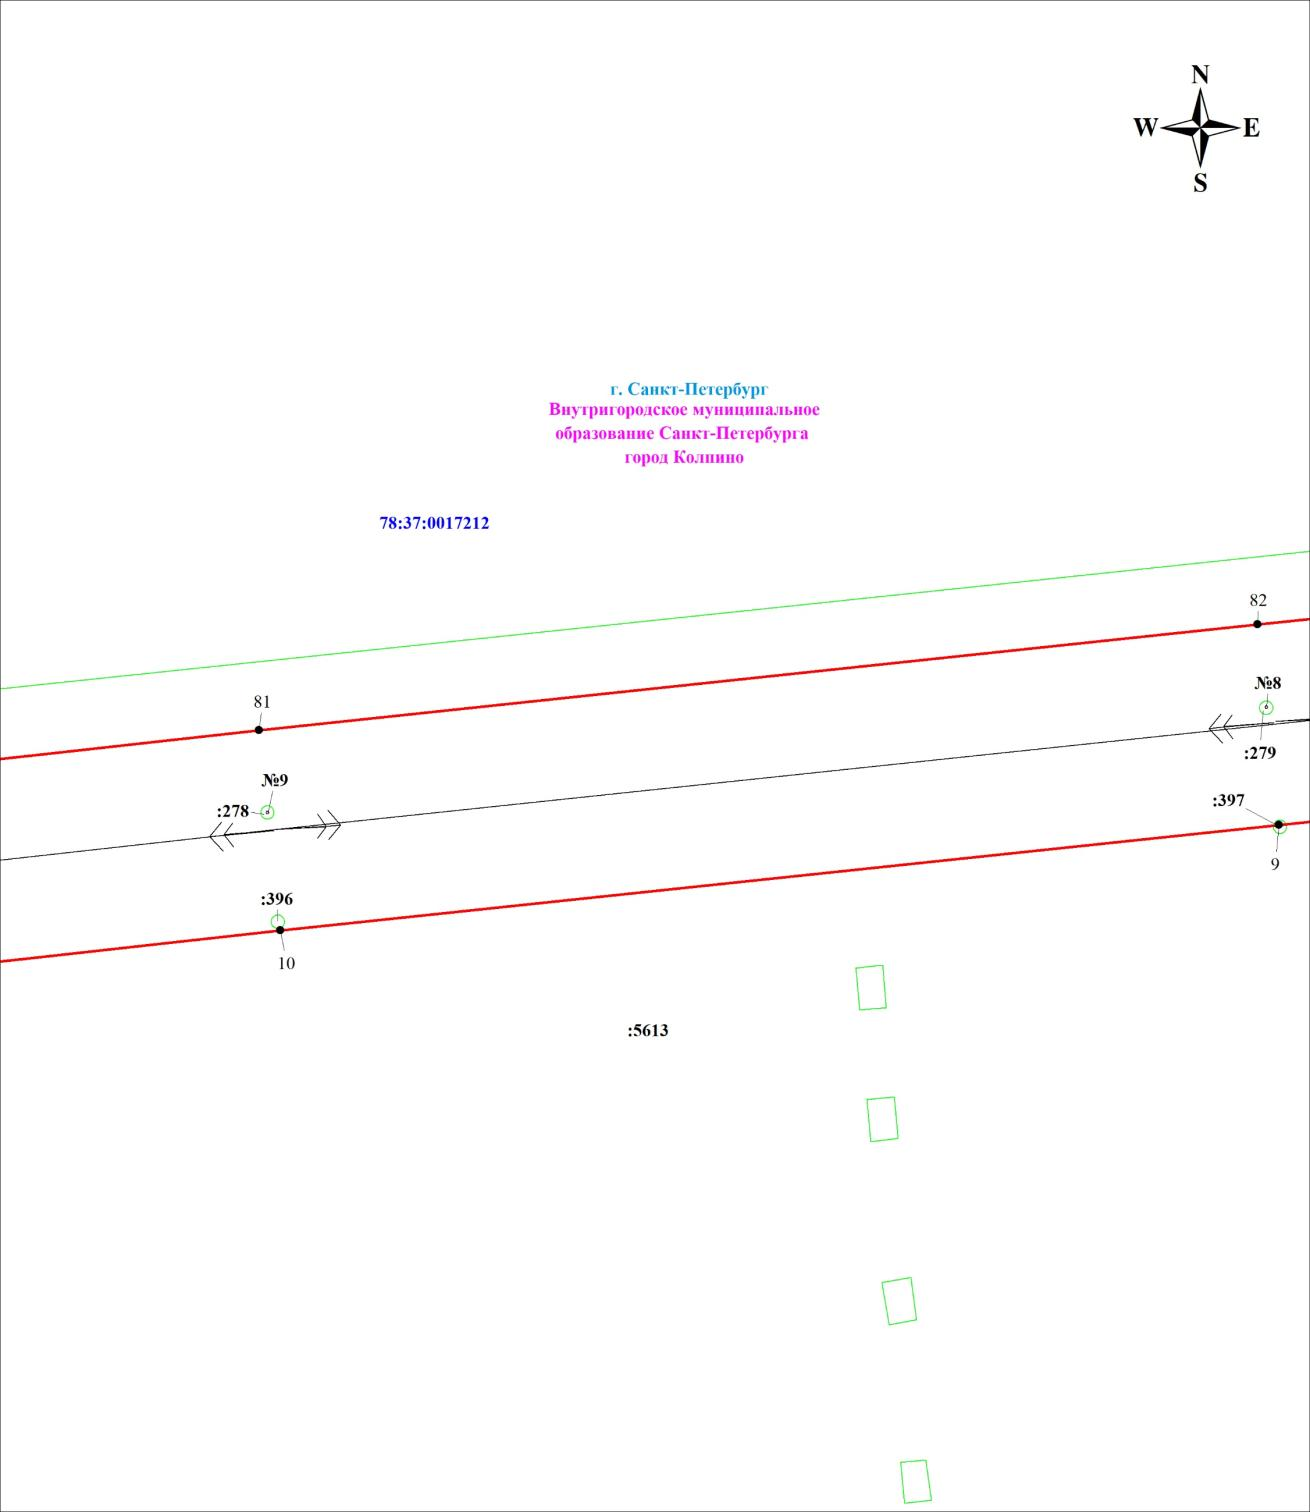 N
W E
S
г. Санкт-Петербург
Внутригородское муниципальное
образование Санкт-Петербурга
город Колпино
78:37:0017212
82
№8
81
:279
№9
:278
:397
9
:396
10
:5613